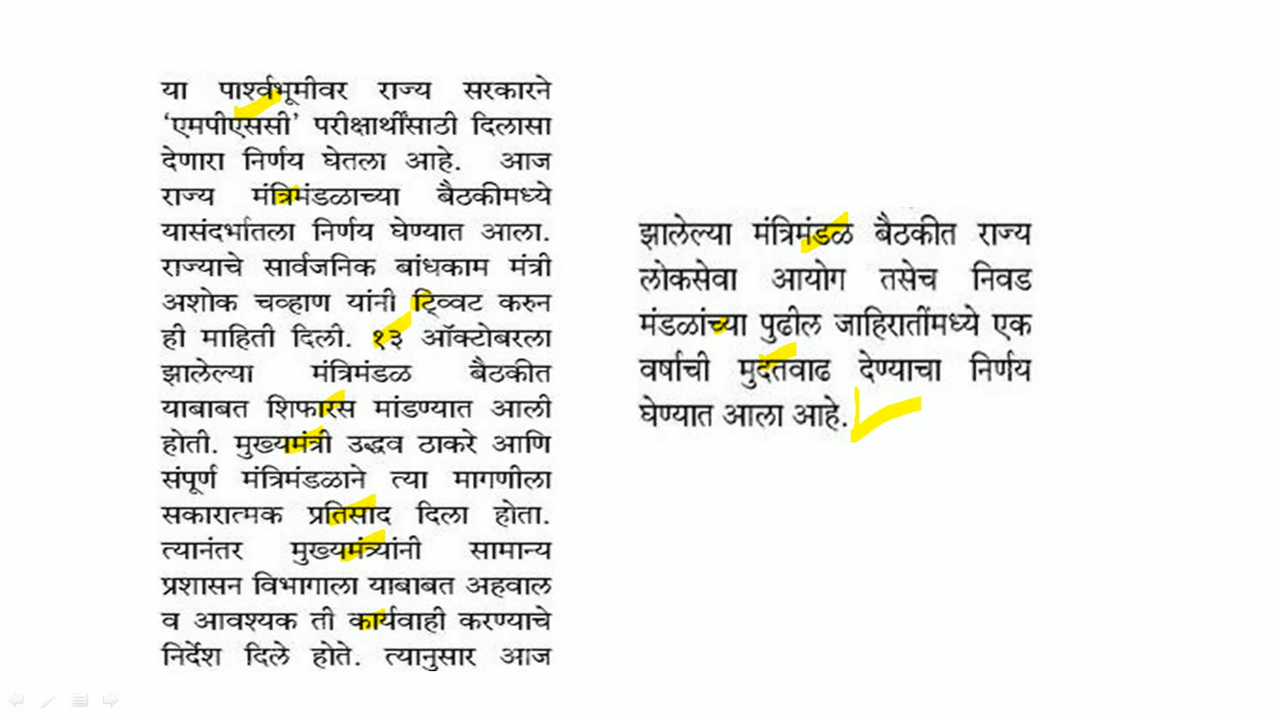 या पार्श्वभूमीवर राज्य सरकारने
‘एमपीएससी’ परीक्षार्थींसाठी दिलासा
देणारा निर्णय घेतला आहे. आज
राज्य मंत्रिमंडळाच्या बैठकीमध्ये
यासंदर्भातला निर्णय घेण्यात आला.
राज्याचे सार्वजनिक बांधकाम मंत्री
अशोक चव्हाण यांनी ट्विवट करुन
ही माहिती दिली. १३ ऑक्टोबरला
झालेल्या मंत्रिमंडळ बैठकीत
याबाबत शिफारस मांडण्यात आली
होती. मुख्यमंत्री उद्धव ठाकरे आणि
संपूर्ण मंत्रिमंडळाने त्या मागणीला
सकारात्मक प्रतिसाद दिला होता.
त्यानंतर मुख्यमंत्र्यांनी सामान्य
प्रशासन विभागाला याबाबत अहवाल
व आवश्यक ती कार्यवाही करण्याचे
निर्देश दिले होते. त्यानुसार आज
झालेल्या मंत्रिमंडळ बैठकीत राज्य
लोकसेवा आयोग तसेच निवड
मंडळांच्या पुढील जाहिरातींमध्ये एक
वर्षाची मुदतवाढ देण्याचा निर्णय
घेण्यात आला आहे.